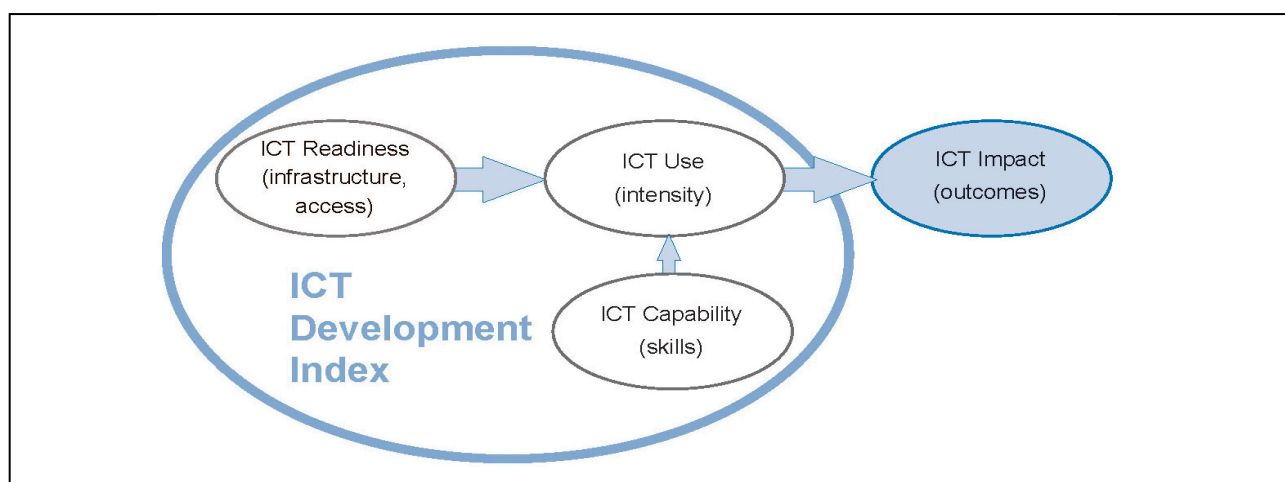 ICT Readiness
(infrastructure,
access)
ICT Use
(intensity)
ICT Impact
(outcomes)
ICT
Development
Index
ICT Capability
(skills)